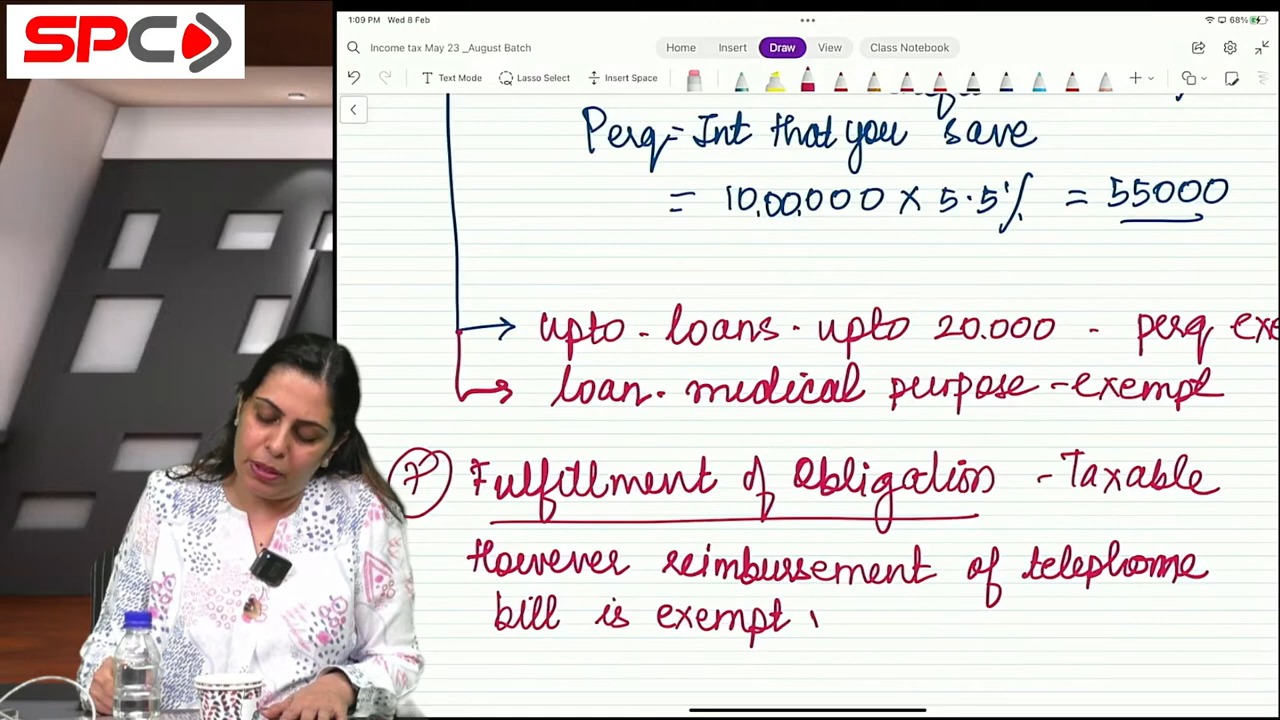 SPC
1:09 PM Wed 8 Feb
68%
Income tax May 23 _August Batch
Home Insert Draw View Class Notebook
Text Mode Lasso Select Insert Space
Perq = Int that you save
= 10,00,000 × 5.5% = 55000
upto - loans - upto 20.000 - perq exe
loan - medical purpose - exempt
7 Fulfillment of Obligation - Taxable
However reimbursement of telephone
bill is exempt